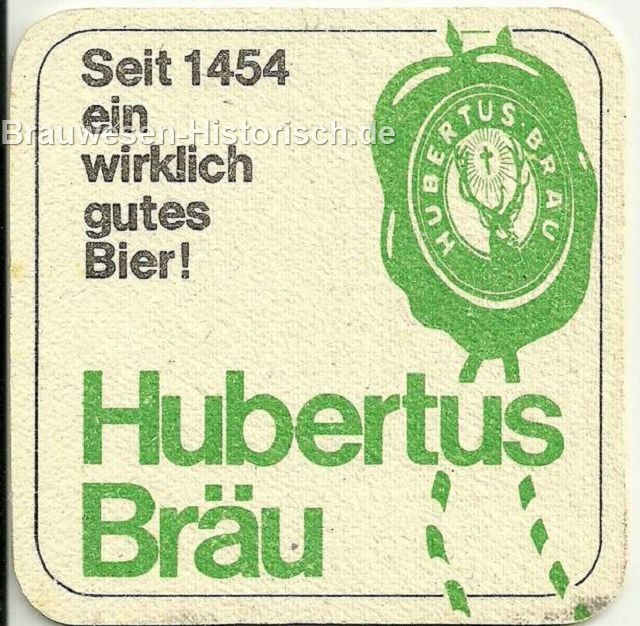 Seit 1454
ein
Brauwesen-Historisch.de
wirklich
gutes
Bier!
HUBERTUS·BRÄU
Hubertus
Bräu